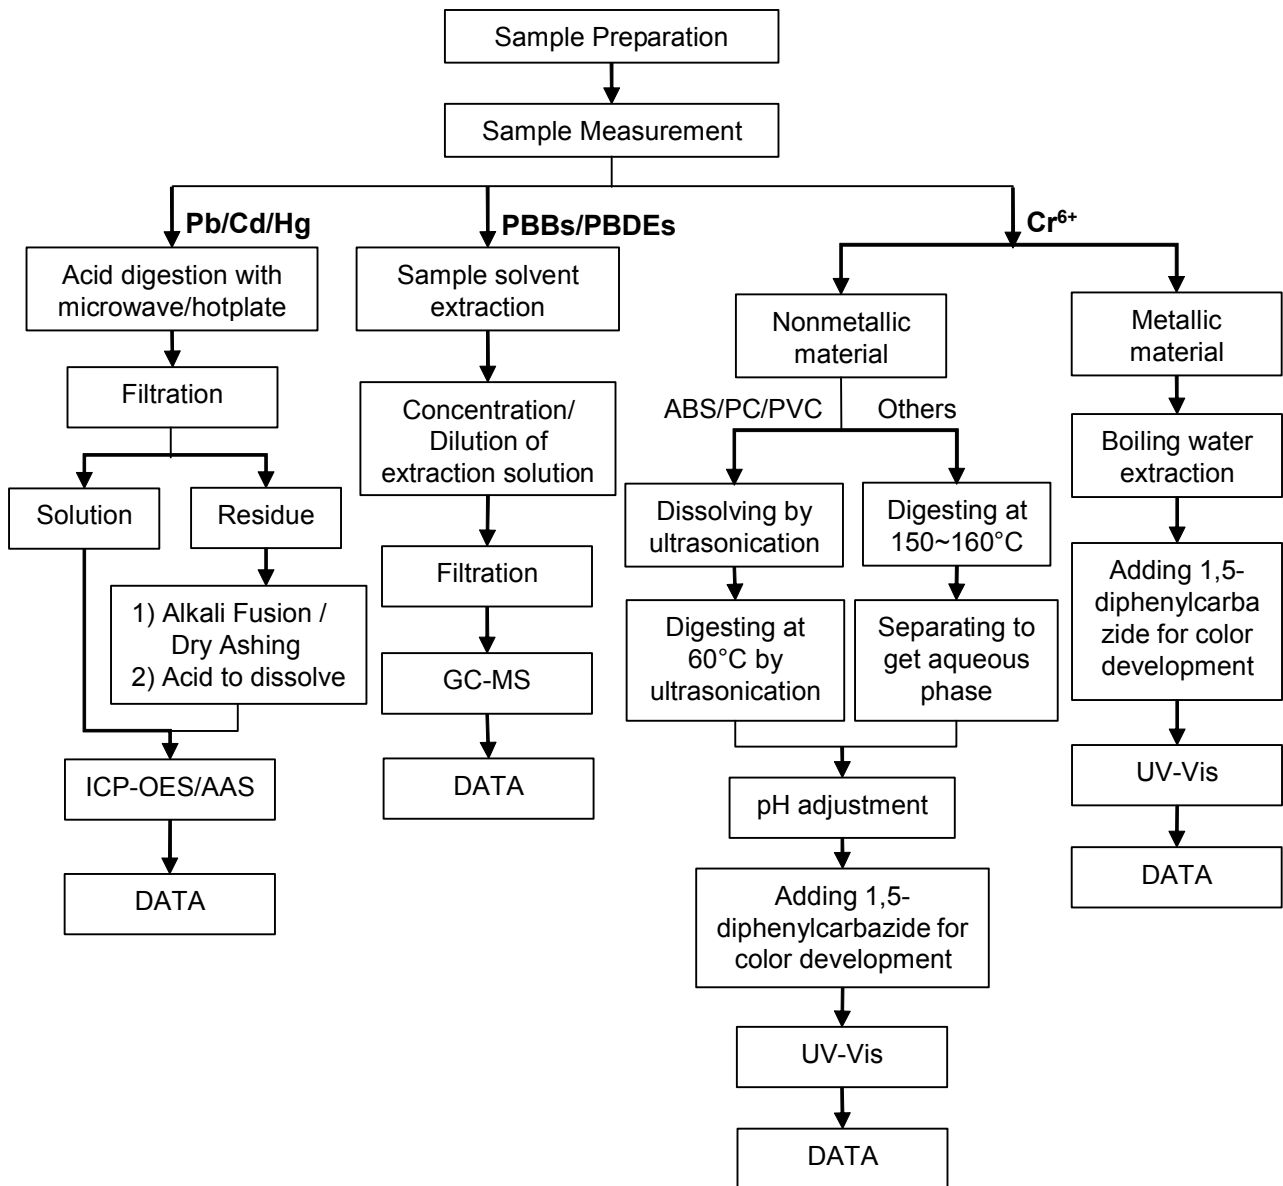 Sample Preparation
Sample Measurement
Pb/Cd/Hg
PBBs/PBDEs
Cr⁶⁺
Acid digestion with
microwave/hotplate
Filtration
Solution
Residue
1) Alkali Fusion /
Dry Ashing
2) Acid to dissolve
ICP-OES/AAS
DATA
Sample solvent
extraction
Concentration/
Dilution of
extraction solution
Filtration
GC-MS
DATA
Nonmetallic
material
ABS/PC/PVC
Others
Dissolving by
ultrasonication
Digesting at
60°C by
ultrasonication
Digesting at
150~160°C
Separating to
get aqueous
phase
pH adjustment
Adding 1,5-
diphenylcarbazide for
color development
UV-Vis
DATA
Metallic
material
Boiling water
extraction
Adding 1,5-
diphenylcarba
zide for color
development
UV-Vis
DATA